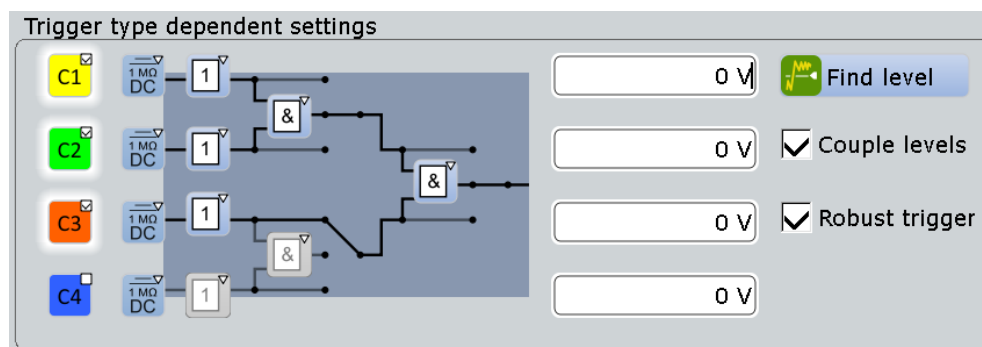 Trigger type dependent settings
C1 1 MΩ DC 1 0 V Find level
&
C2 1 MΩ DC 1 0 V Couple levels
&
C3 1 MΩ DC 1 0 V Robust trigger
&
C4 1 MΩ DC 1 0 V